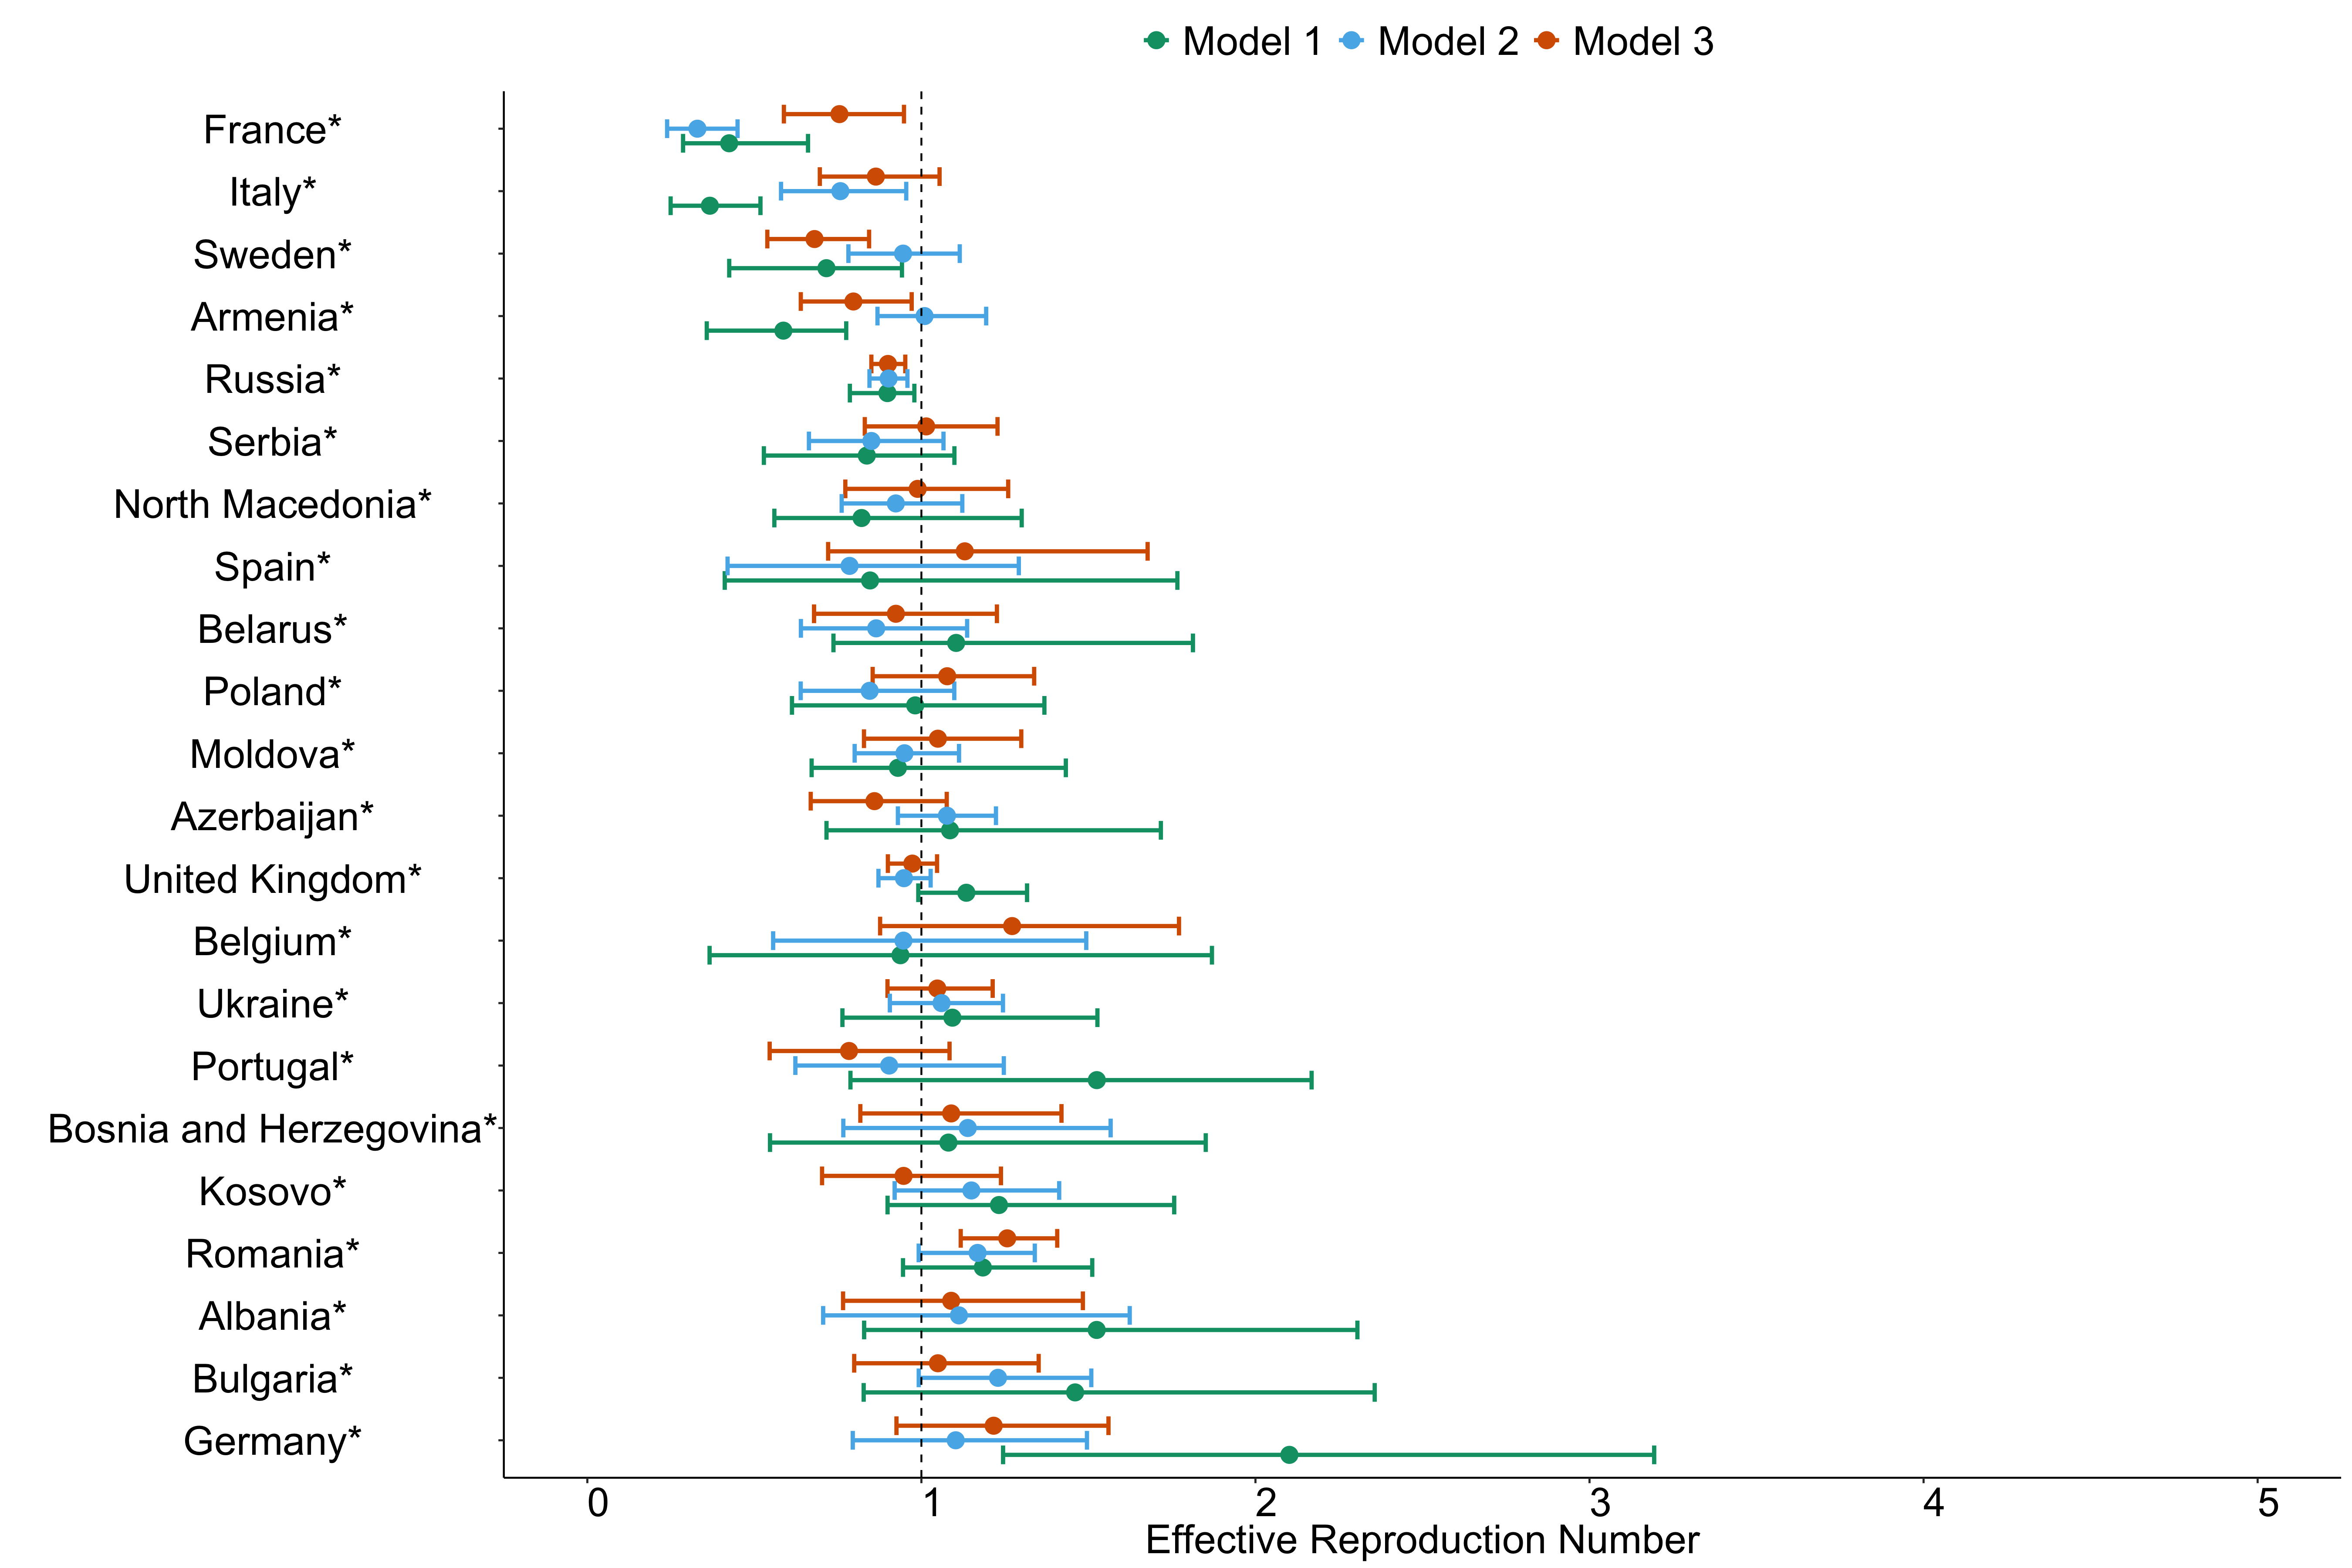 Model 1 Model 2 Model 3
France*
Italy*
Sweden*
Armenia*
Russia*
Serbia*
North Macedonia*
Spain*
Belarus*
Poland*
Moldova*
Azerbaijan*
United Kingdom*
Belgium*
Ukraine*
Portugal*
Bosnia and Herzegovina*
Kosovo*
Romania*
Albania*
Bulgaria*
Germany*
0 1 2 3 4 5
Effective Reproduction Number